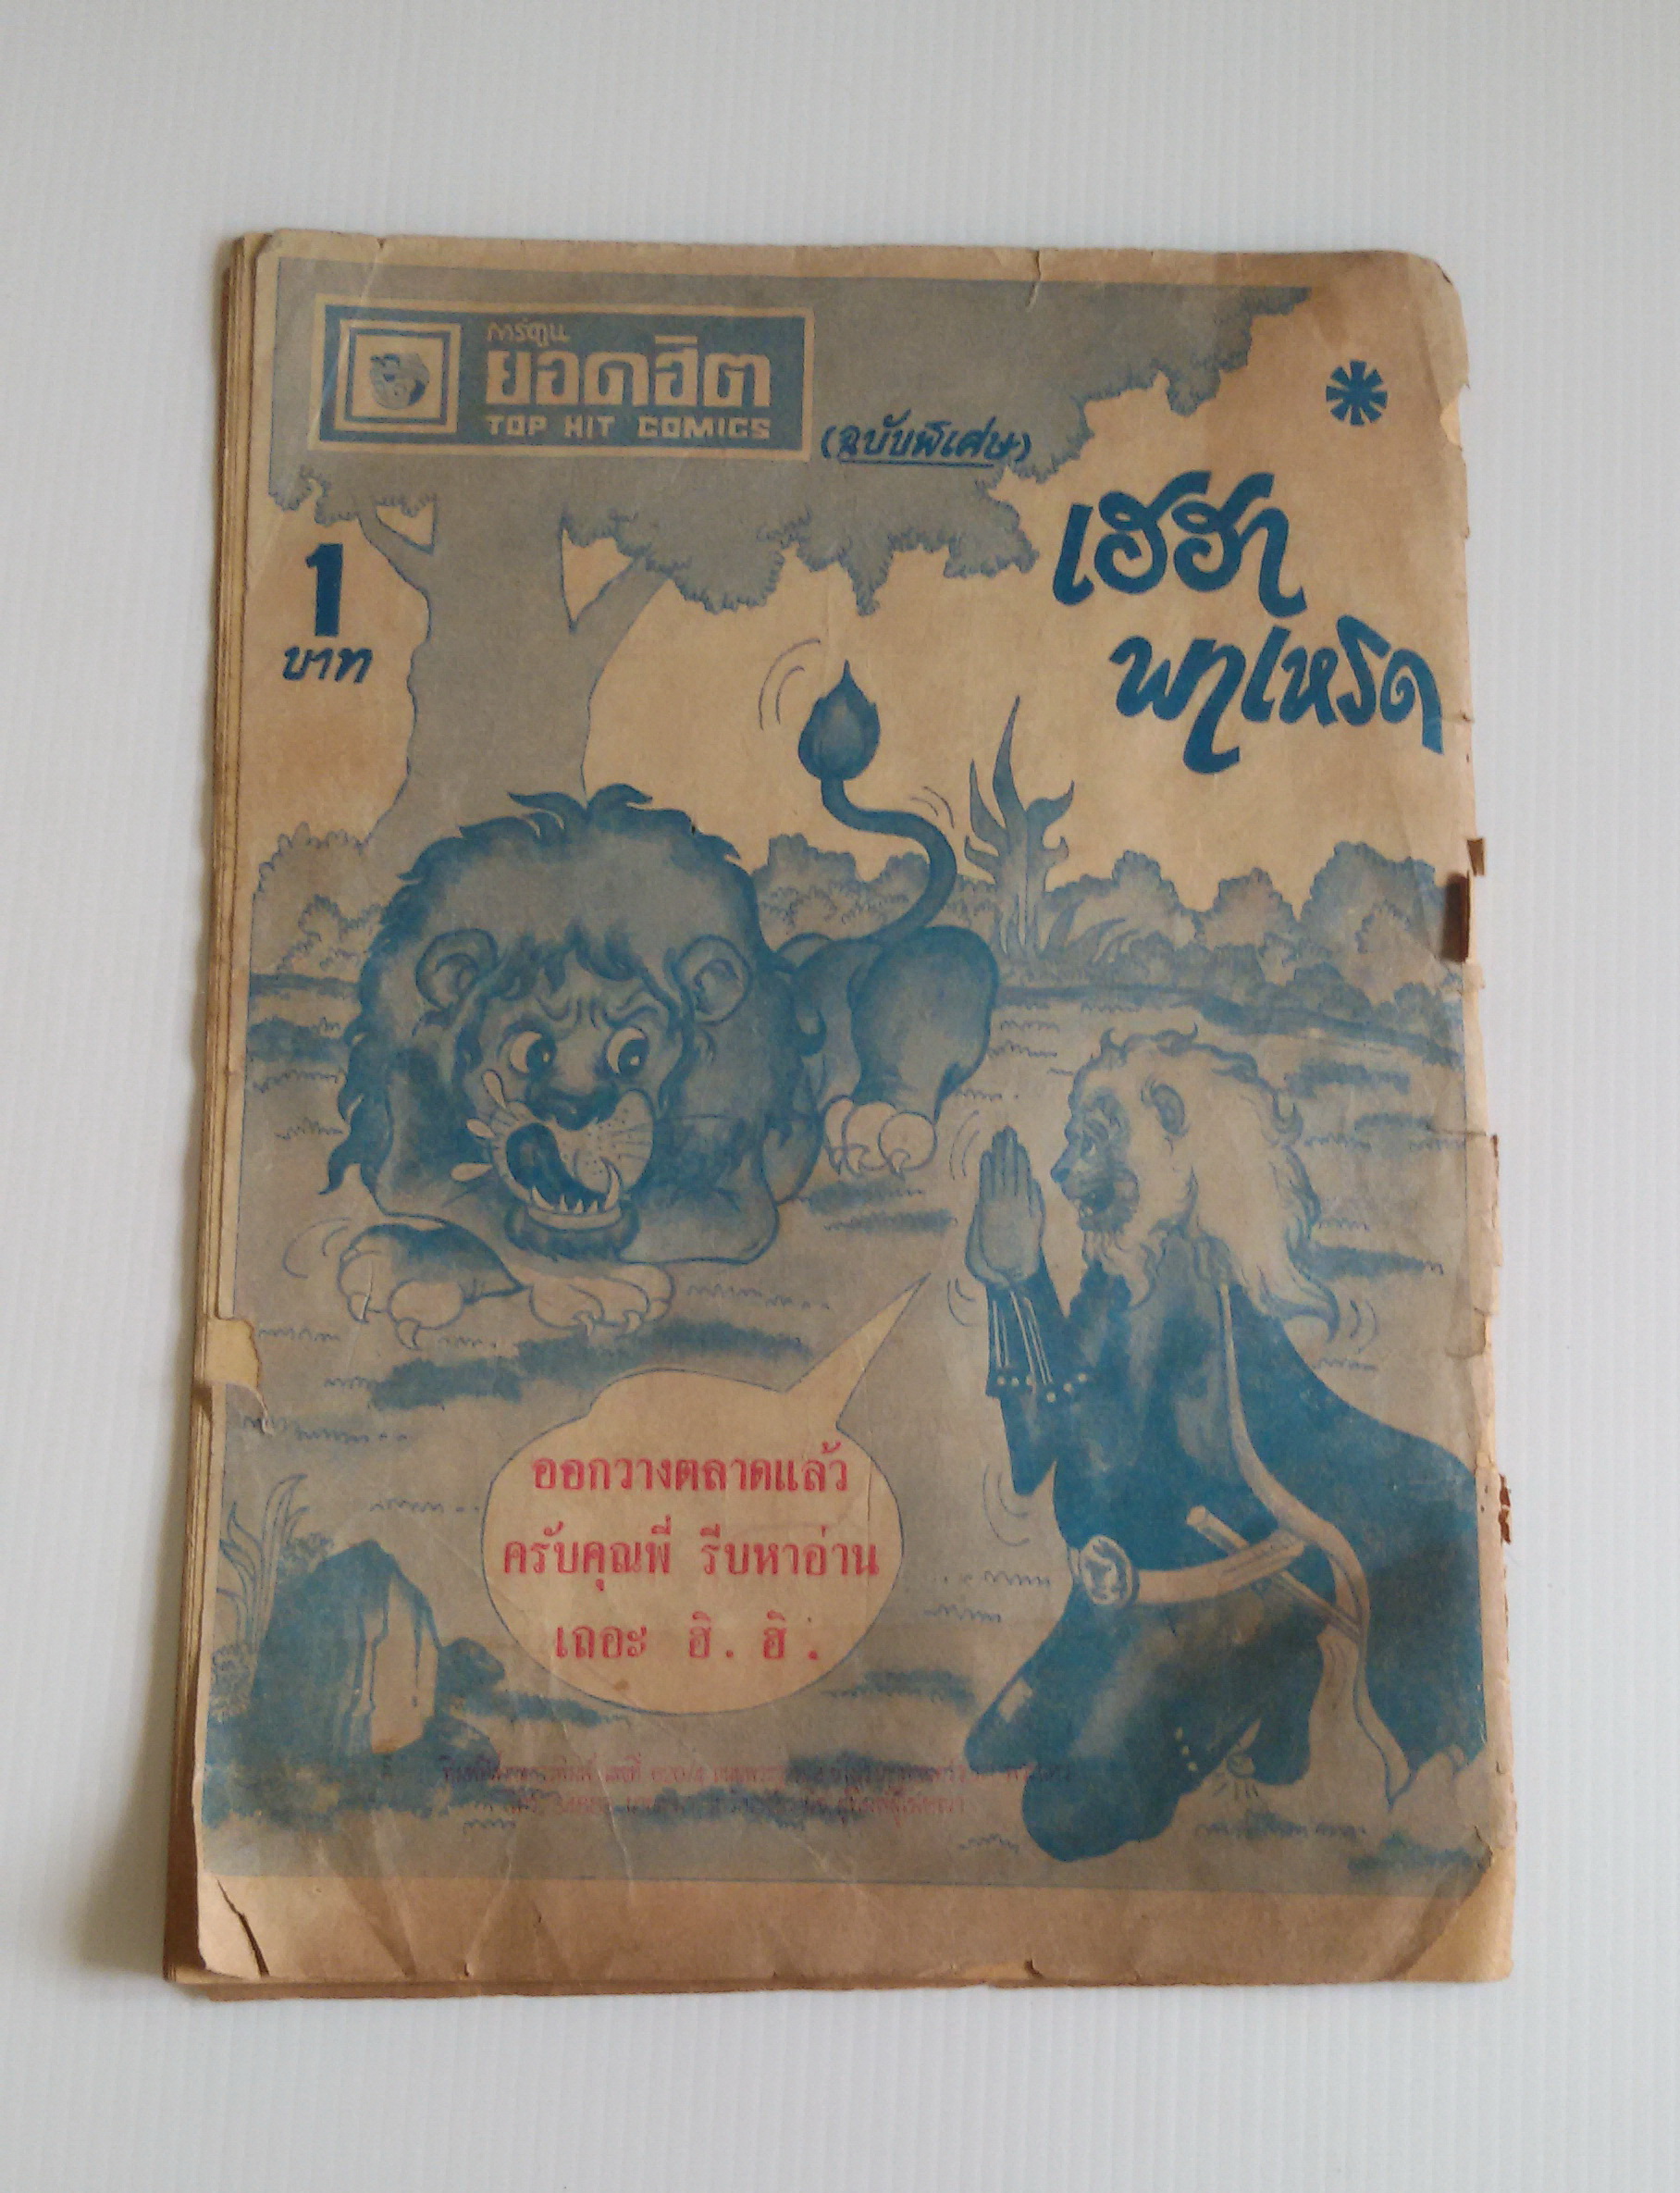 การ์ตูน
ยอดฮิต
TOP HIT COMICS
(ฉบับพิเศษ)
1
บาท
เฮฮา
พาเหรด
ออกวางตลาดแล้ว
ครับคุณพี่ รีบหาอ่าน
เถอะ ฮิ. ฮิ.